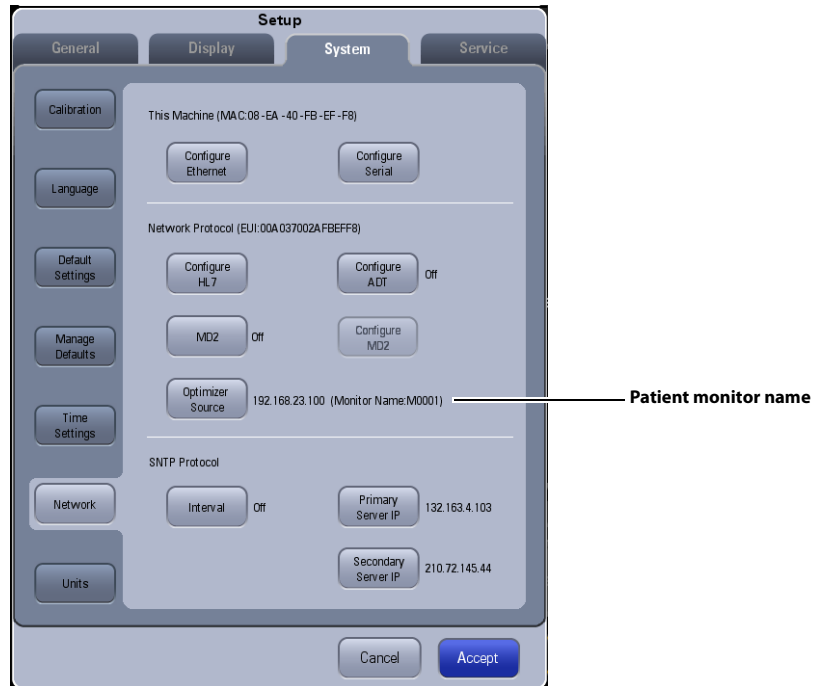 Setup
General Display System Service
Calibration
Language
Default
Settings
Manage
Defaults
Time
Settings
Network
Units
This Machine (MAC:08-EA-40-FB-EF-F8)
Configure
Ethernet
Configure
Serial
Network Protocol (EUI:00A037002AFBEFF8)
Configure
HL7
Configure
ADT
Off
MD2
Off
Configure
MD2
Optimizer
Source
192.168.23.100 (Monitor Name:M0001)
Patient monitor name
SNTP Protocol
Interval
Off
Primary
Server IP
132.163.4.103
Secondary
Server IP
210.72.145.44
Cancel
Accept